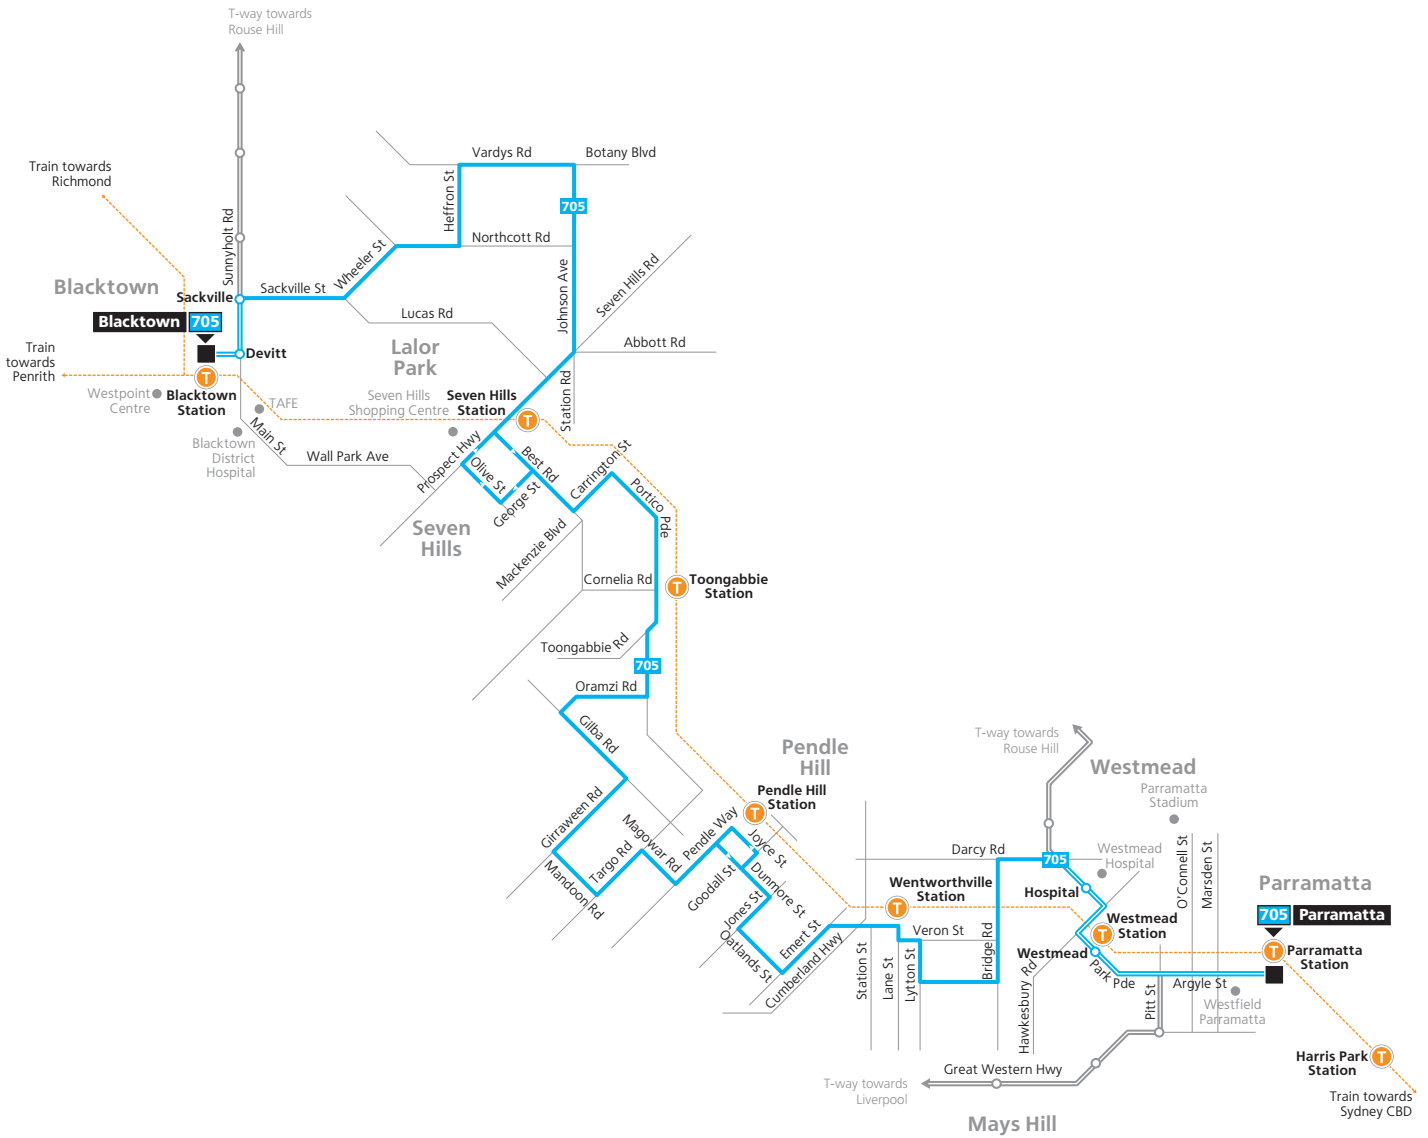 T-way towards
Rouse Hill
Train towards
Richmond
Sunnyholt Rd
Blacktown
Sackville
Blacktown 705
Devitt
Train
towards
Penrith
Westpoint
Centre
Blacktown
Station
T
TAFE
Blacktown
District
Hospital
Main St
Wall Park Ave
Sackville St
Wheeler St
Heffron St
Vardys Rd
Botany Blvd
705
Northcott Rd
Johnson Ave
Seven Hills Rd
Lucas Rd
Abbott Rd
Lalor
Park
Seven Hills
Shopping Centre
Seven Hills
Station
T
Station Rd
Prospect Hwy
Olive St
Best Rd
George St
Carrington St
Portico
Pde
Seven
Hills
Mackenzie Blvd
Cornelia Rd
T
Toongabbie
Station
Toongabbie Rd
705
Oramzi Rd
Gilba Rd
Girraween Rd
Mandoon Rd
Targo Rd
Magowar Rd
Pendle Way
Pendle
Hill
Pendle Hill
Station
T
Joyce St
Goodall St
Dunmore St
Jones St
Oatlands St
Emert St
Cumberland Hwy
Station St
Lane St
Lytton St
Veron St
Bridge Rd
Wentworthville
Station
T
Darcy Rd
705
T-way towards
Rouse Hill
Westmead
Parramatta
Stadium
Westmead
Hospital
Hospital
Westmead
Station
T
Westmead
Park
Pde
Hawkesbury Rd
Pitt St
Argyle St
O'Connell St
Marsden St
Parramatta
705 Parramatta
T
Parramatta
Station
Westfield
Parramatta
Great Western Hwy
T-way towards
Liverpool
Mays Hill
Harris Park
Station
T
Train towards
Sydney CBD